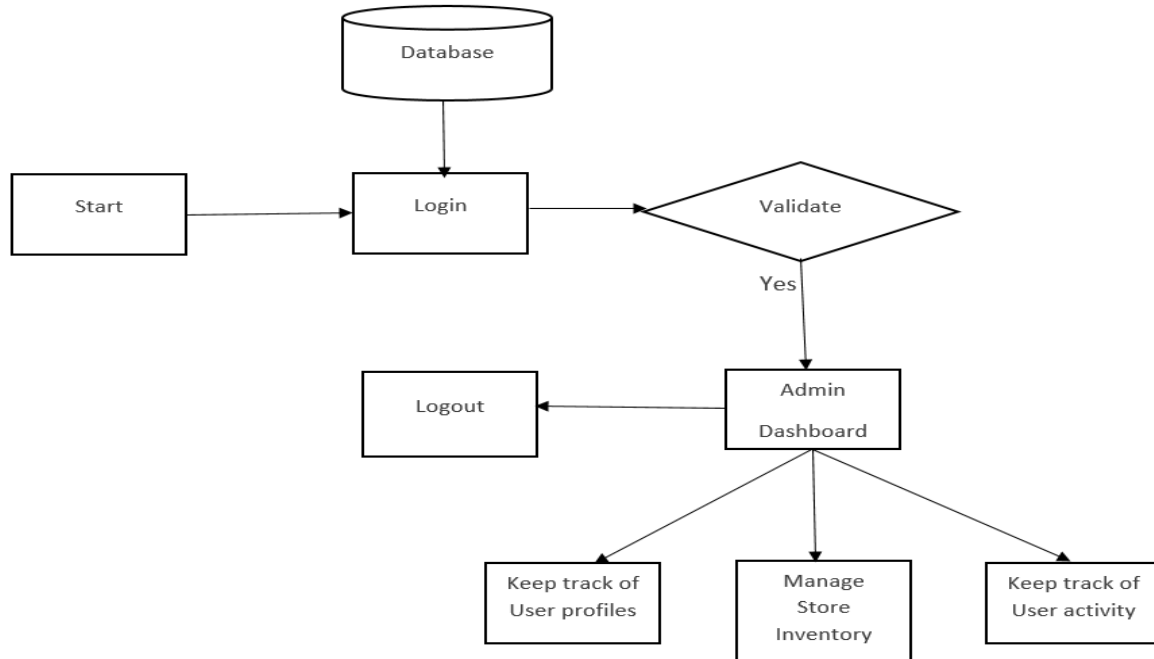 Database
Start
Login
Validate
Yes
Logout
Admin
Dashboard
Keep track of
User profiles
Manage
Store
Inventory
Keep track of
User activity